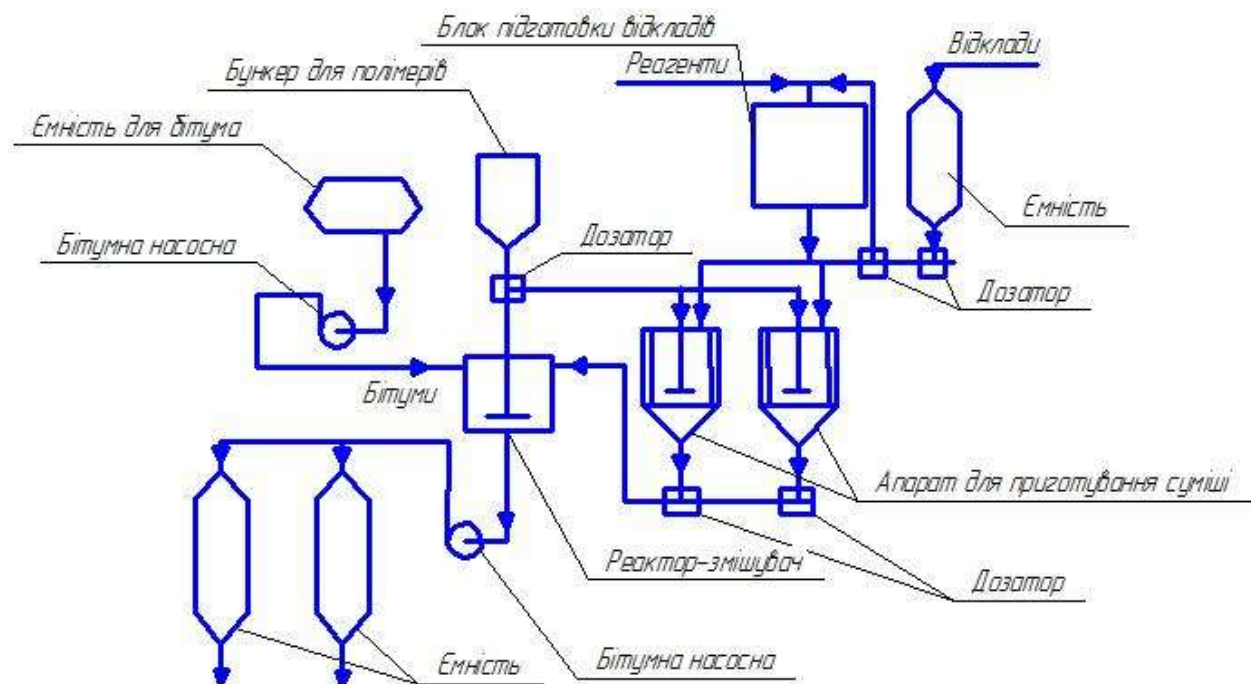 Блок підготовки відкладів
Відклади
Реагенти
Бункер для полімерів
Ємність для бітума
Ємність
Бітумна насосна
Дозатор
Дозатор
Бітуми
Апарат для приготування суміші
Реактор-змішувач
Дозатор
Ємність
Бітумна насосна